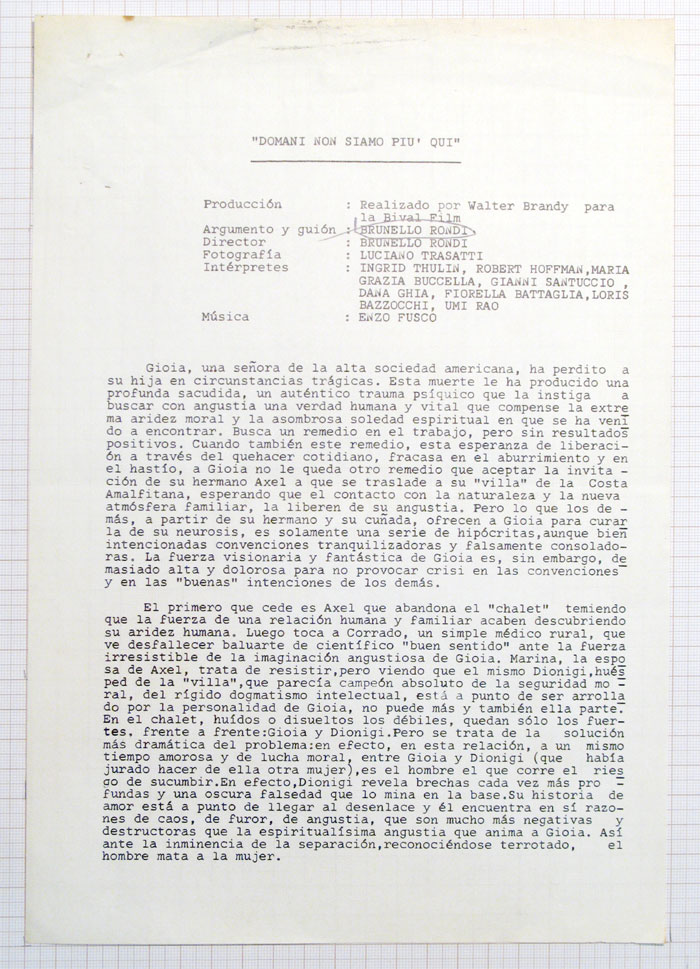 "DOMANI NON SIAMO PIU' QUI"
Producción : Realizado por Walter Brandy para
la Bival Film
Argumento y guión : BRUNELLO RONDI
Director : BRUNELLO RONDI
Fotografía : LUCIANO TRASATTI
Intérpretes : INGRID THULIN, ROBERT HOFFMAN,MARIA
GRAZIA BUCCELLA, GIANNI SANTUCCIO ,
DANA GHIA, FIORELLA BATTAGLIA,LORIS
BAZZOCCHI, UMI RAO
Música : ENZO FUSCO
Gioia, una señora de la alta sociedad americana, ha perdito a
su hija en circunstancias trágicas. Esta muerte le ha producido una
profunda sacudida, un auténtico trauma psíquico que la instiga a
buscar con angustia una verdad humana y vital que compense la extre
ma aridez moral y la asombrosa soledad espiritual en que se ha veni
do a encontrar. Busca un remedio en el trabajo, pero sin resultados
positivos. Cuando también este remedio, esta esperanza de liberaci-
ón a través del quehacer cotidiano, fracasa en el aburrimiento y en
el hastío, a Gioia no le queda otro remedio que aceptar la invita -
ción de su hermano Axel a que se traslade a su "villa" de la Costa
Amalfitana, esperando que el contacto con la naturaleza y la nueva
atmósfera familiar, la liberen de su angustia. Pero lo que los de -
más, a partir de su hermano y su cuñada, ofrecen a Gioia para curar
la de su neurosis, es solamente una serie de hipócritas,aunque bien
intencionadas convenciones tranquilizadoras y falsamente consolado-
ras. La fuerza visionaria y fantástica de Gioia es, sin embargo, de
masiado alta y dolorosa para no provocar crisi en las convenciones
y en las "buenas" intenciones de los demás.
El primero que cede es Axel que abandona el "chalet" temiendo
que la fuerza de una relación humana y familiar acaben descubriendo
su aridez humana. Luego toca a Corrado, un simple médico rural, que
ve desfallecer baluarte de científico "buen sentido" ante la fuerza
irresistible de la imaginación angustiosa de Gioia. Marina, la espo
sa de Axel, trata de resistir,pero viendo que el mismo Dionigi,hués
ped de la "villa",que parecía campeón absoluto de la seguridad mo -
ral, del rígido dogmatismo intelectual, está a punto de ser arrolla
do por la personalidad de Gioia, no puede más y también ella parte.
En el chalet, huídos o disueltos los débiles, quedan sólo los fuer-
tes. frente a frente:Gioia y Dionigi.Pero se trata de la solución
más dramática del problema:en efecto, en esta relación, a un mismo
tiempo amorosa y de lucha moral, entre Gioia y Dionigi (que había
jurado hacer de ella otra mujer),es el hombre el que corre el ries
go de sucumbir.En efecto,Dionigi revela brechas cada vez más pro -
fundas y una oscura falsedad que lo mina en la base.Su historia de
amor está a punto de llegar al desenlace y él encuentra en sí razo-
nes de caos, de furor, de angustia, que son mucho más negativas y
destructoras que la espiritualísima angustia que anima a Gioia. Así
ante la inminencia de la separación,reconociéndose terrotado, el
hombre mata a la mujer.